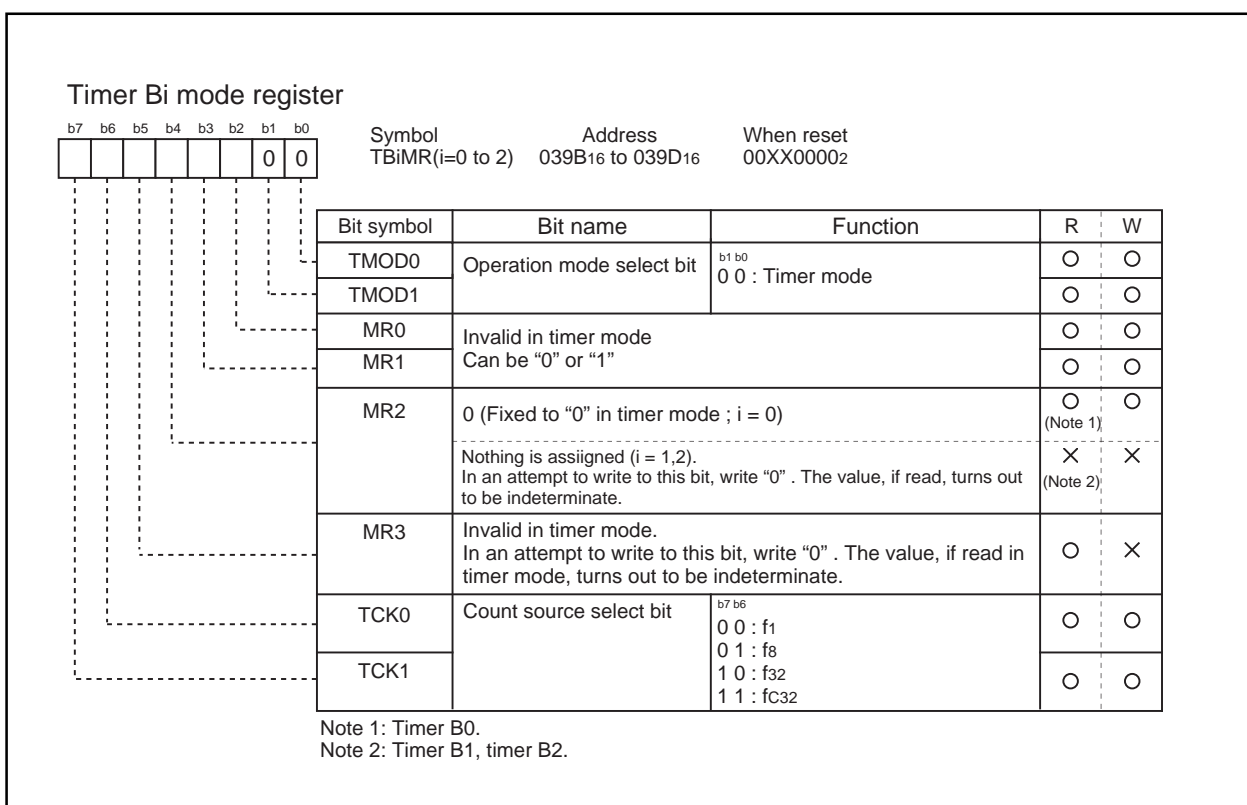 Timer Bi mode register
b7 b6 b5 b4 b3 b2 b1 b0
0 0
Symbol Address When reset
TBiMR(i=0 to 2) 039B16 to 039D16 00XX00002
Bit symbol Bit name Function R W
TMOD0 Operation mode select bit b1 b0
0 0 : Timer mode
TMOD1
MR0 Invalid in timer mode
Can be “0” or “1”
MR1
MR2 0 (Fixed to “0” in timer mode ; i = 0)
(Note 1)
Nothing is assiigned (i = 1,2).
In an attempt to write to this bit, write “0” . The value, if read, turns out
to be indeterminate.
(Note 2)
MR3 Invalid in timer mode.
In an attempt to write to this bit, write “0” . The value, if read in
timer mode, turns out to be indeterminate.
TCK0 Count source select bit b7 b6
0 0 : f1
0 1 : f8
TCK1
1 0 : f32
1 1 : fC32
Note 1: Timer B0.
Note 2: Timer B1, timer B2.